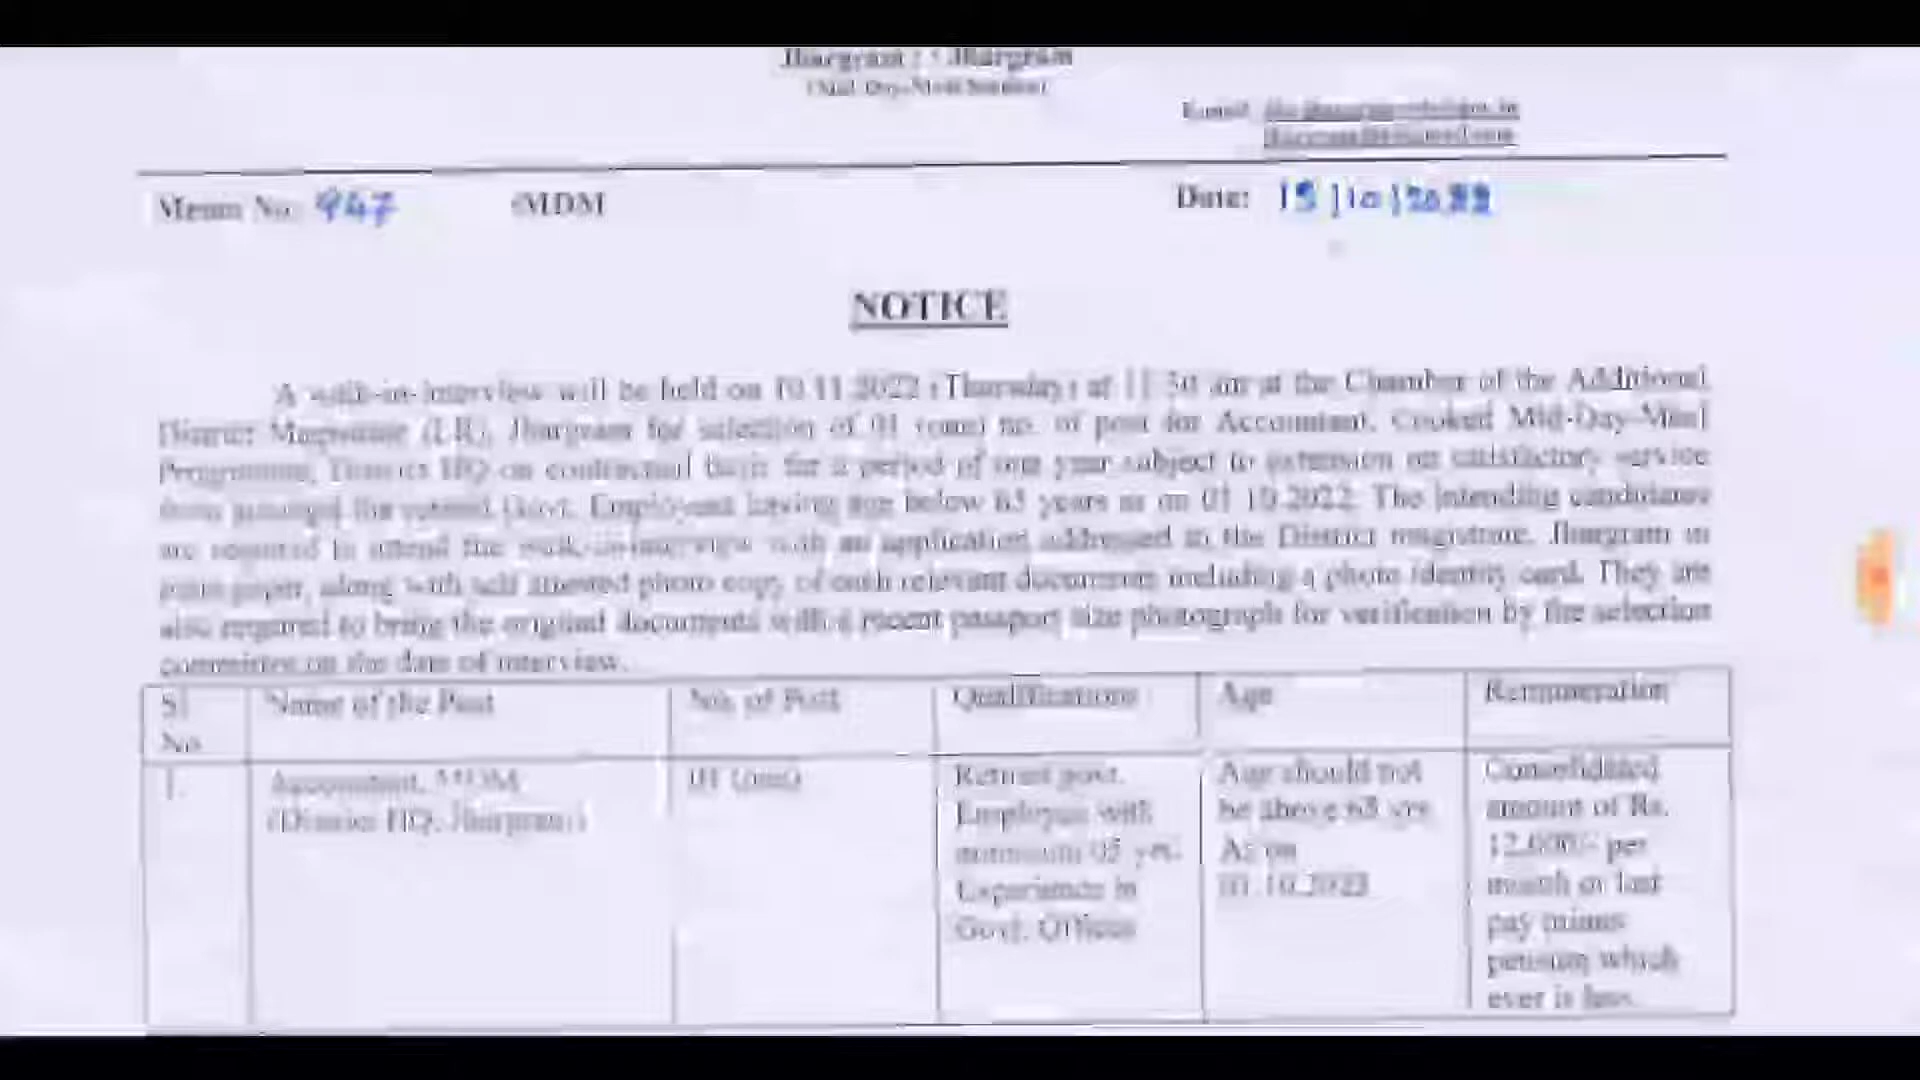 Jhargram : Jhargram
(Mid Day-Meal Section)
Email:
Memo No: 947 /MDM Date: /10/2022
NOTICE
A walk-in-interview will be held on 10.11.2022 (Thursday) at 11:30 am at the Chamber of the Additional
District Magistrate (LR), Jhargram for selection of 01 (one) no. of post for Accountant, Cooked Mid-Day-Meal
Programme, District HQ on contractual basis for a period of one year subject to extension on satisfactory service
from amongst the retired Govt. Employees having age below 65 years as on 01.10.2022. The intending candidates
are required to attend the walk-in-interview with an application addressed to the District magistrate, Jhargram in
paper, along with self attested photo copy of each relevant documents including a photo identity card. They are
also required to bring the original documents with a recent passport size photograph for verification by the selection
committee on the date of interview.
Sl No Name of the Post No. of Post Qualifications Age Remuneration
1. Accountant, MDM (District HQ, Jhargram) 01 (one) Retired govt. Employee with minimum 05 yrs. Experience in Govt. Offices Age should not be above 65 yrs As on 01.10.2022 Consolidated amount of Rs. 12,000/- per month or last pay minus pension which ever is less.